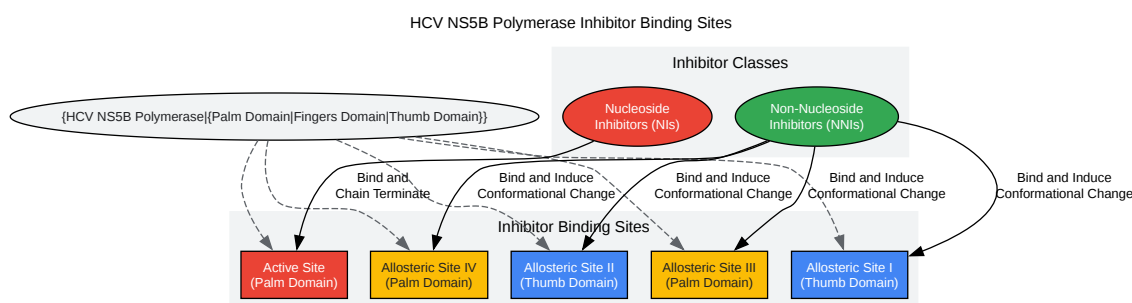 HCV NS5B Polymerase Inhibitor Binding Sites
Inhibitor Classes
{HCV NS5B Polymerase|{Palm Domain|Fingers Domain|Thumb Domain}}
Nucleoside
Inhibitors (NIs)
Non-Nucleoside
Inhibitors (NNIs)
Bind and
Chain Terminate
Bind and Induce
Conformational Change
Bind and Induce
Conformational Change
Bind and Induce
Conformational Change
Bind and Induce
Conformational Change
Inhibitor Binding Sites
Active Site
(Palm Domain)
Allosteric Site IV
(Palm Domain)
Allosteric Site II
(Thumb Domain)
Allosteric Site III
(Palm Domain)
Allosteric Site I
(Thumb Domain)